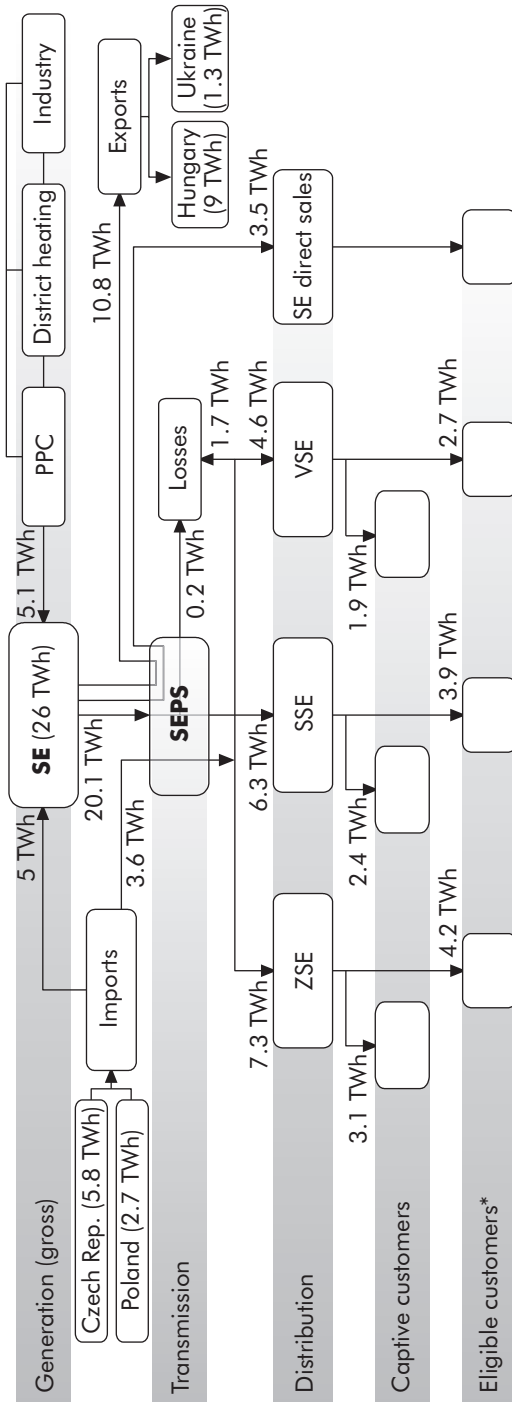 Generation (gross)
Czech Rep. (5.8 TWh)
Poland (2.7 TWh)
Imports
5 TWh
SE (26 TWh)
5.1 TWh
PPC
District heating
Industry
20.1 TWh
3.6 TWh
10.8 TWh
Exports
Hungary
(9 TWh)
Ukraine
(1.3 TWh)
Transmission
SEPS
0.2 TWh
Losses
1.7 TWh
Distribution
7.3 TWh
ZSE
6.3 TWh
SSE
4.6 TWh
VSE
3.5 TWh
SE direct sales
Captive customers
3.1 TWh
2.4 TWh
1.9 TWh
Eligible customers*
4.2 TWh
3.9 TWh
2.7 TWh